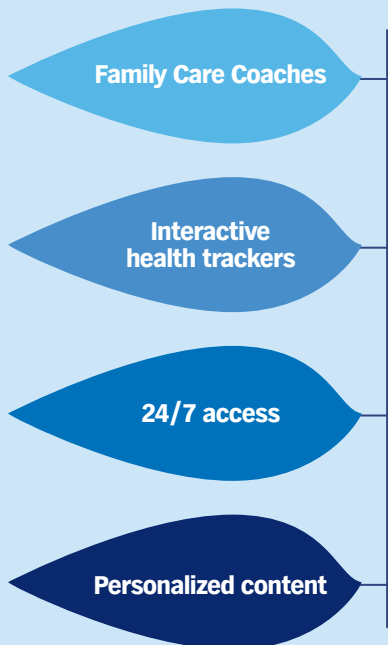 Family Care Coaches
Interactive
health trackers
24/7 access
Personalized content